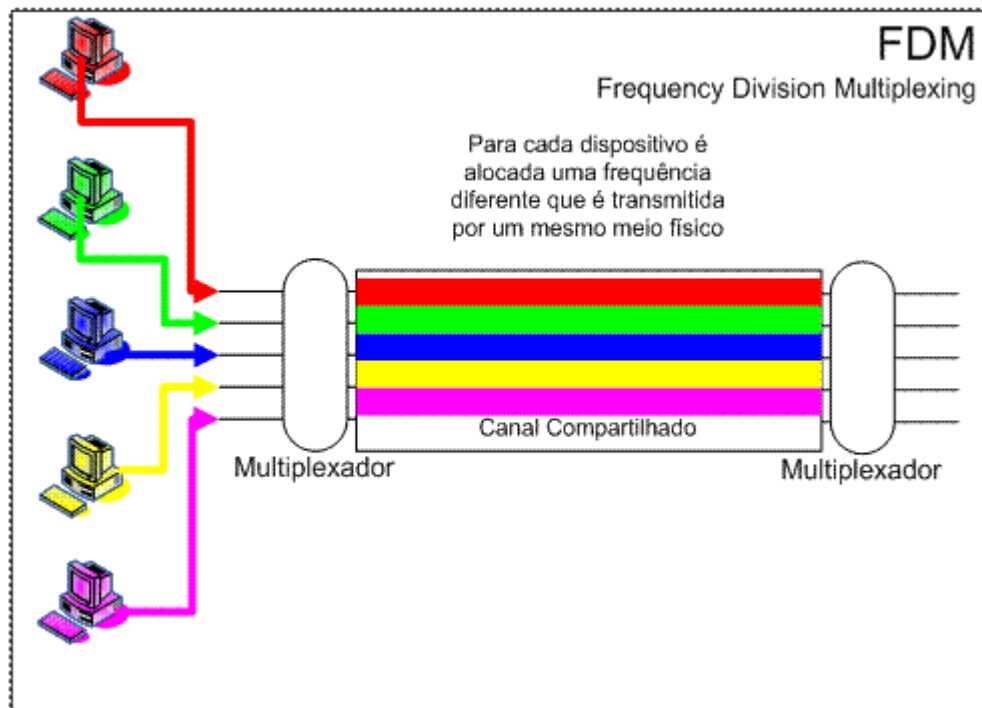 FDM
Frequency Division Multiplexing
Para cada dispositivo é
alocada uma frequência
diferente que é transmitida
por um mesmo meio físico
Canal Compartilhado
Multiplexador
Multiplexador